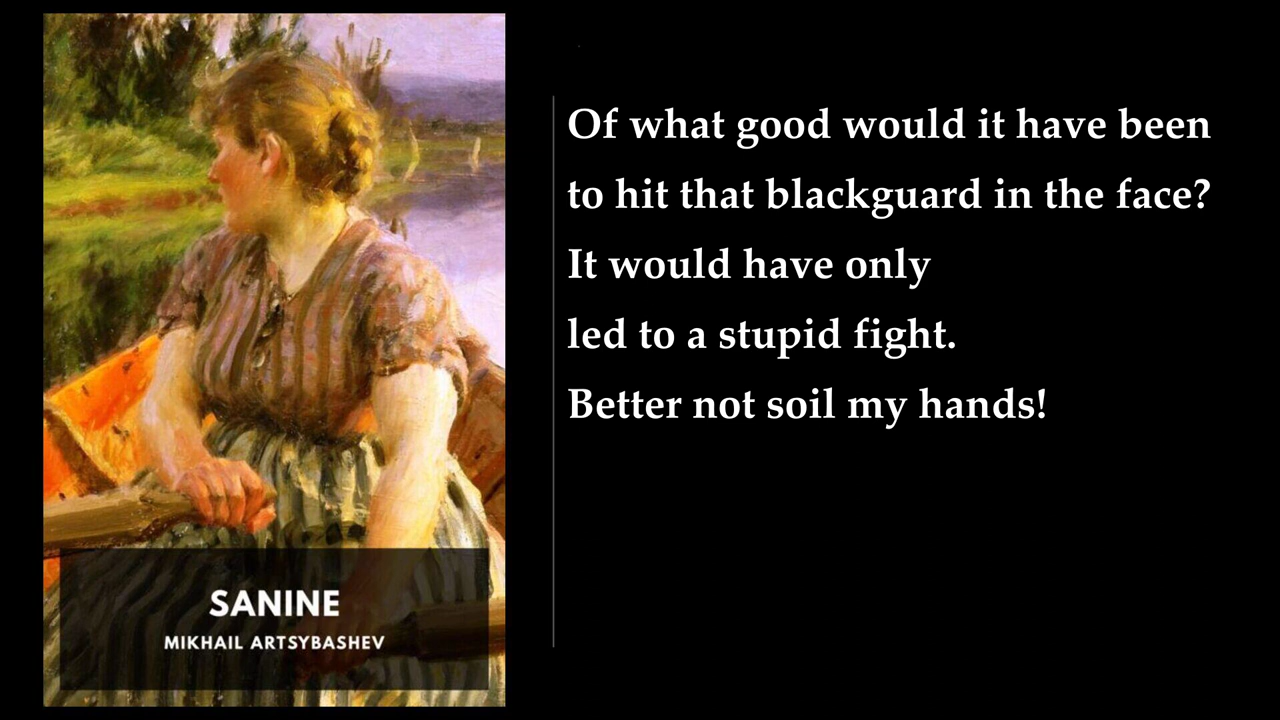 SANINE
MIKHAIL ARTSYBASHEV
Of what good would it have been
to hit that blackguard in the face?
It would have only
led to a stupid fight.
Better not soil my hands!